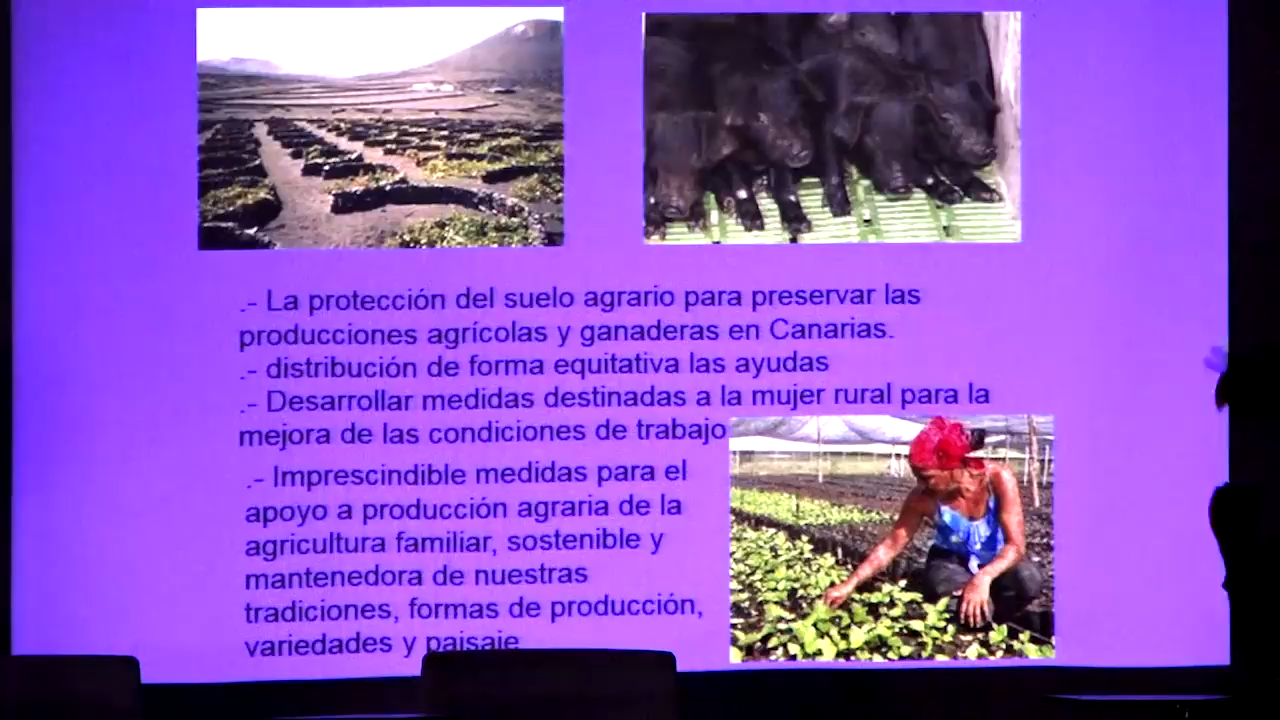 .- La protección del suelo agrario para preservar las
producciones agrícolas y ganaderas en Canarias.
.- distribución de forma equitativa las ayudas
.- Desarrollar medidas destinadas a la mujer rural para la
mejora de las condiciones de trabajo
.- Imprescindible medidas para el
apoyo a producción agraria de la
agricultura familiar, sostenible y
mantenedora de nuestras
tradiciones, formas de producción,
variedades y paisaje